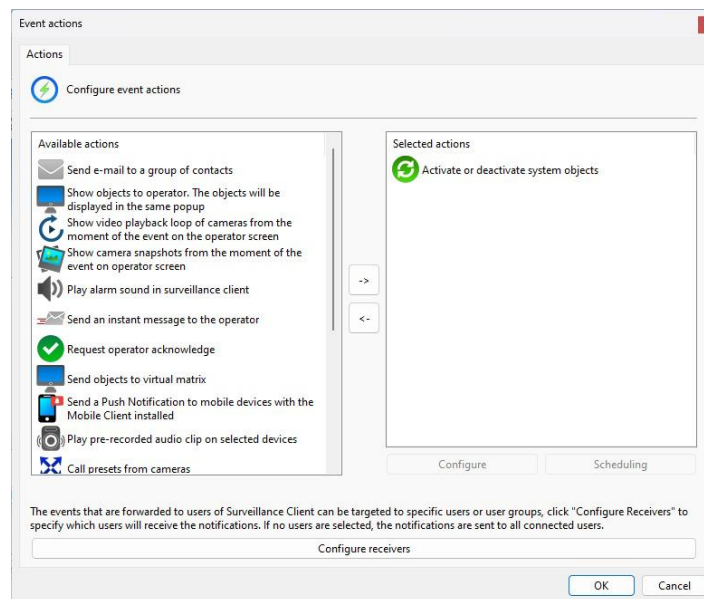 Event actions
Actions
Configure event actions
Available actions
Send e-mail to a group of contacts
Show objects to operator. The objects will be
displayed in the same popup
Show video playback loop of cameras from the
moment of the event on the operator screen
Show camera snapshots from the moment of the
event on operator screen
Play alarm sound in surveillance client
Send an instant message to the operator
Request operator acknowledge
Send objects to virtual matrix
Send a Push Notification to mobile devices with the
Mobile Client installed
Play pre-recorded audio clip on selected devices
Call presets from cameras
->
<-
Selected actions
Activate or deactivate system objects
Configure
Scheduling
The events that are forwarded to users of Surveillance Client can be targeted to specific users or user groups, click "Configure Receivers" to
specify which users will receive the notifications. If no users are selected, the notifications are sent to all connected users.
Configure receivers
OK
Cancel